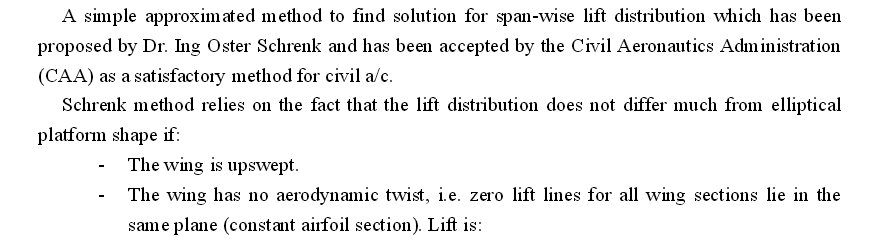 A simple approximated method to find solution for span-wise lift distribution which has been
proposed by Dr. Ing Oster Schrenk and has been accepted by the Civil Aeronautics Administration
(CAA) as a satisfactory method for civil a/c.
Schrenk method relies on the fact that the lift distribution does not differ much from elliptical
platform shape if:
- The wing is upswept.
- The wing has no aerodynamic twist, i.e. zero lift lines for all wing sections lie in the
same plane (constant airfoil section). Lift is: